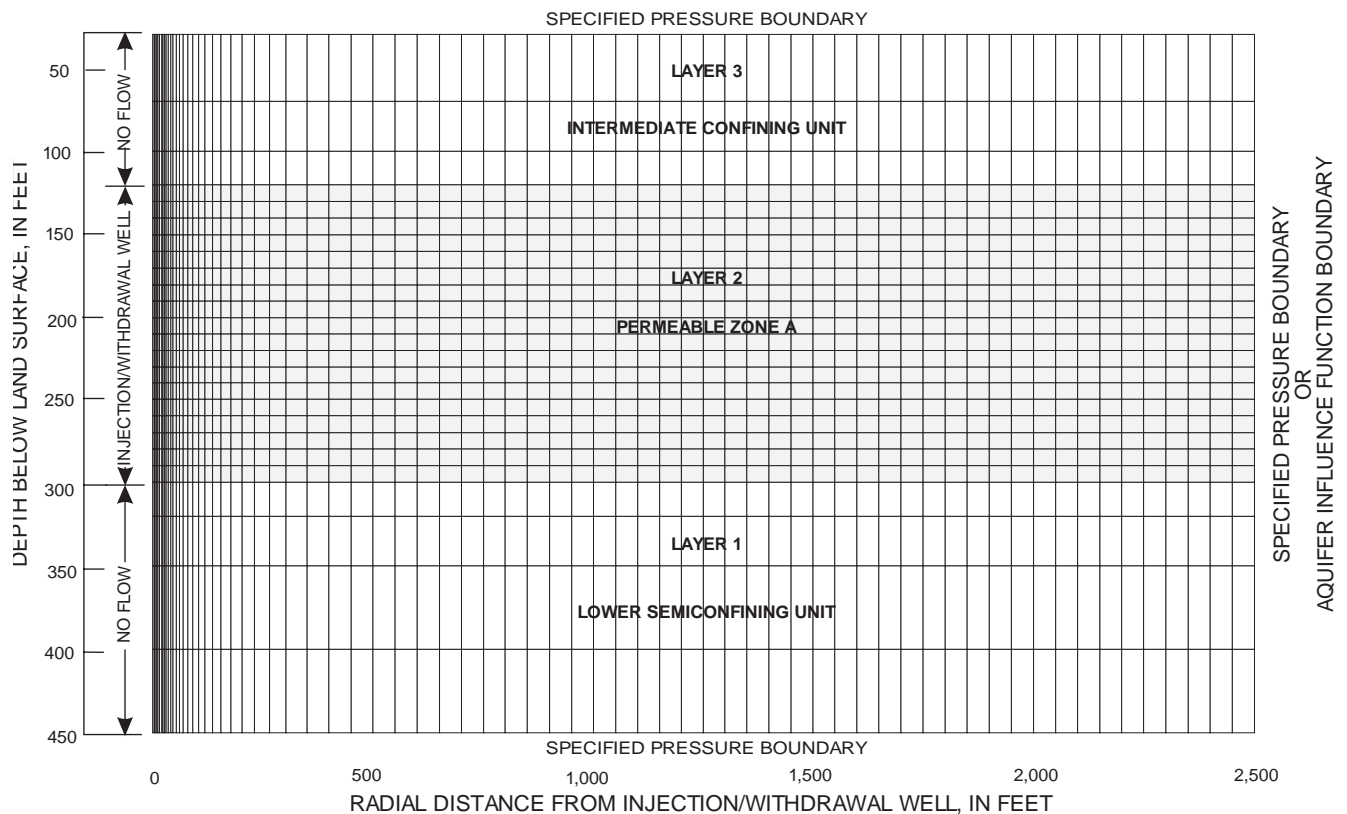 SPECIFIED PRESSURE BOUNDARY
DEPTH BELOW LAND SURFACE, IN FEET
50
100
150
200
250
300
350
400
450
NO FLOW
INJECTION/WITHDRAWAL WELL
NO FLOW
LAYER 3
INTERMEDIATE CONFINING UNIT
LAYER 2
PERMEABLE ZONE A
LAYER 1
LOWER SEMICONFINING UNIT
SPECIFIED PRESSURE BOUNDARY
OR
AQUIFER INFLUENCE FUNCTION BOUNDARY
SPECIFIED PRESSURE BOUNDARY
0
500
1,000
1,500
2,000
2,500
RADIAL DISTANCE FROM INJECTION/WITHDRAWAL WELL, IN FEET